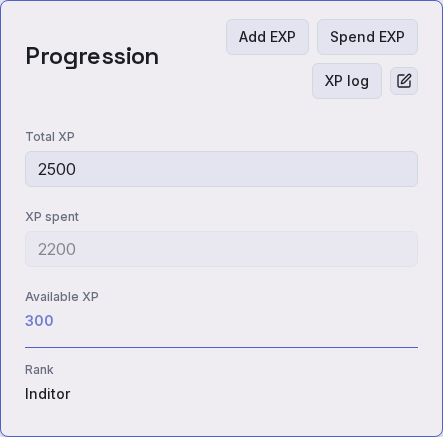 Progression
Add EXP
Spend EXP
XP log
Total XP
2500
XP spent
2200
Available XP
300
Rank
Inditor